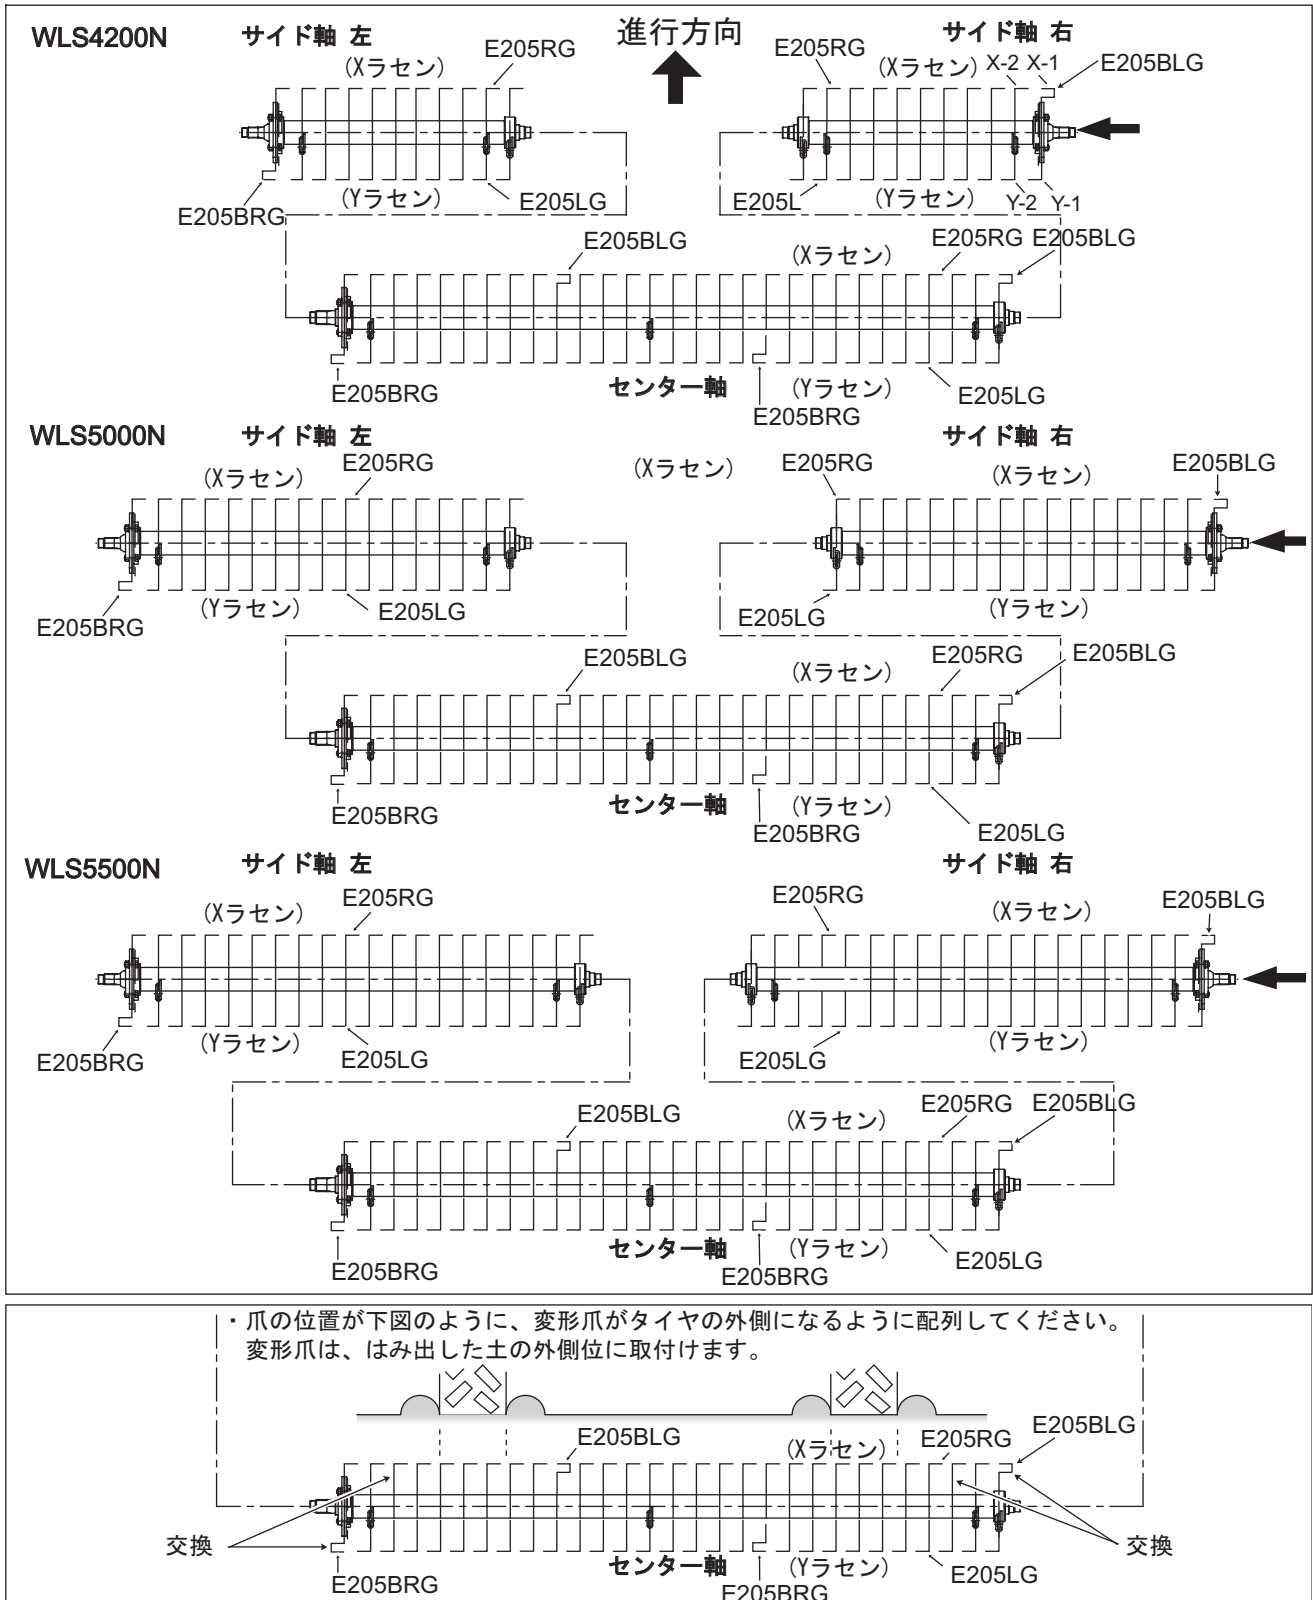 WLS4200N
サイド軸 左
進行方向
サイド軸 右
(Xラセン)
E205RG
E205RG
(Xラセン)
X-2 X-1
E205BLG
E205BRG
(Yラセン)
E205LG
E205L
(Yラセン)
Y-2 Y-1
E205BLG
(Xラセン)
E205RG
E205BLG
E205BRG
センター軸
E205BRG
(Yラセン)
E205LG
WLS5000N
サイド軸 左
サイド軸 右
(Xラセン)
E205RG
(Xラセン)
E205RG
(Xラセン)
E205BLG
E205BRG
(Yラセン)
E205LG
E205LG
(Yラセン)
E205BLG
(Xラセン)
E205RG
E205BLG
E205BRG
センター軸
E205BRG
(Yラセン)
E205LG
WLS5500N
サイド軸 左
サイド軸 右
(Xラセン)
E205RG
E205RG
(Xラセン)
E205BLG
E205BRG
(Yラセン)
E205LG
E205LG
(Yラセン)
E205BLG
(Xラセン)
E205RG
E205BLG
E205BRG
センター軸
E205BRG
(Yラセン)
E205LG
・爪の位置が下図のように、変形爪がタイヤの外側になるように配列してください。
変形爪は、はみ出した土の外側位に取付けます。
E205BLG
(Xラセン)
E205RG
E205BLG
交換
交換
E205BRG
センター軸
E205BRG
(Yラセン)
E205LG